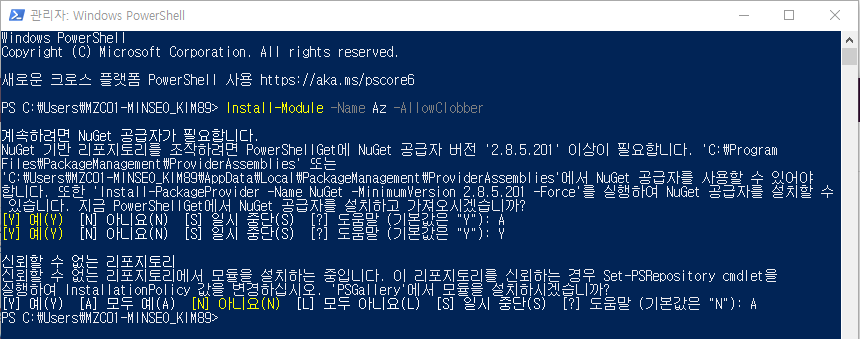 관리자: Windows PowerShell
Windows PowerShell
Copyright (C) Microsoft Corporation. All rights reserved.
새로운 크로스 플랫폼 PowerShell 사용 https://aka.ms/pscore6
PS C:\Users\MZC01-MINSEO_KIM89> Install-Module -Name Az -AllowClobber
계속하려면 NuGet 공급자가 필요합니다.
NuGet 기반 리포지토리를 조작하려면 PowerShellGet에 NuGet 공급자 버전 '2.8.5.201' 이상이 필요합니다. 'C:\Program
Files\PackageManagement\ProviderAssemblies' 또는
'C:\Users\MZC01-MINSEO_KIM89\AppData\Local\PackageManagement\ProviderAssemblies'에서 NuGet 공급자를 사용할 수 있어야
합니다. 또한 'Install-PackageProvider -Name NuGet -MinimumVersion 2.8.5.201 -Force'를 실행하여 NuGet 공급자를 설치할 수
있습니다. 지금 PowerShellGet에서 NuGet 공급자를 설치하고 가져오시겠습니까?
[Y] 예(Y)  [N] 아니요(N)  [S] 일시 중단(S)  [?] 도움말 (기본값은 "Y"): A
[Y] 예(Y)  [N] 아니요(N)  [S] 일시 중단(S)  [?] 도움말 (기본값은 "Y"): Y
신뢰할 수 없는 리포지토리
신뢰할 수 없는 리포지토리에서 모듈을 설치하는 중입니다. 이 리포지토리를 신뢰하는 경우 Set-PSRepository cmdlet을
실행하여 InstallationPolicy 값을 변경하십시오. 'PSGallery'에서 모듈을 설치하시겠습니까?
[Y] 예(Y)  [A] 모두 예(A)  [N] 아니요(N)  [L] 모두 아니요(L)  [S] 일시 중단(S)  [?] 도움말 (기본값은 "N"): A
PS C:\Users\MZC01-MINSEO_KIM89>